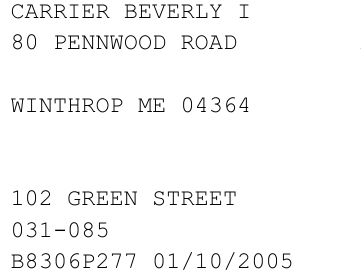 CARRIER BEVERLY I
80 PENNWOOD ROAD
WINTHROP ME 04364
102 GREEN STREET
031-085
B8306P277 01/10/2005